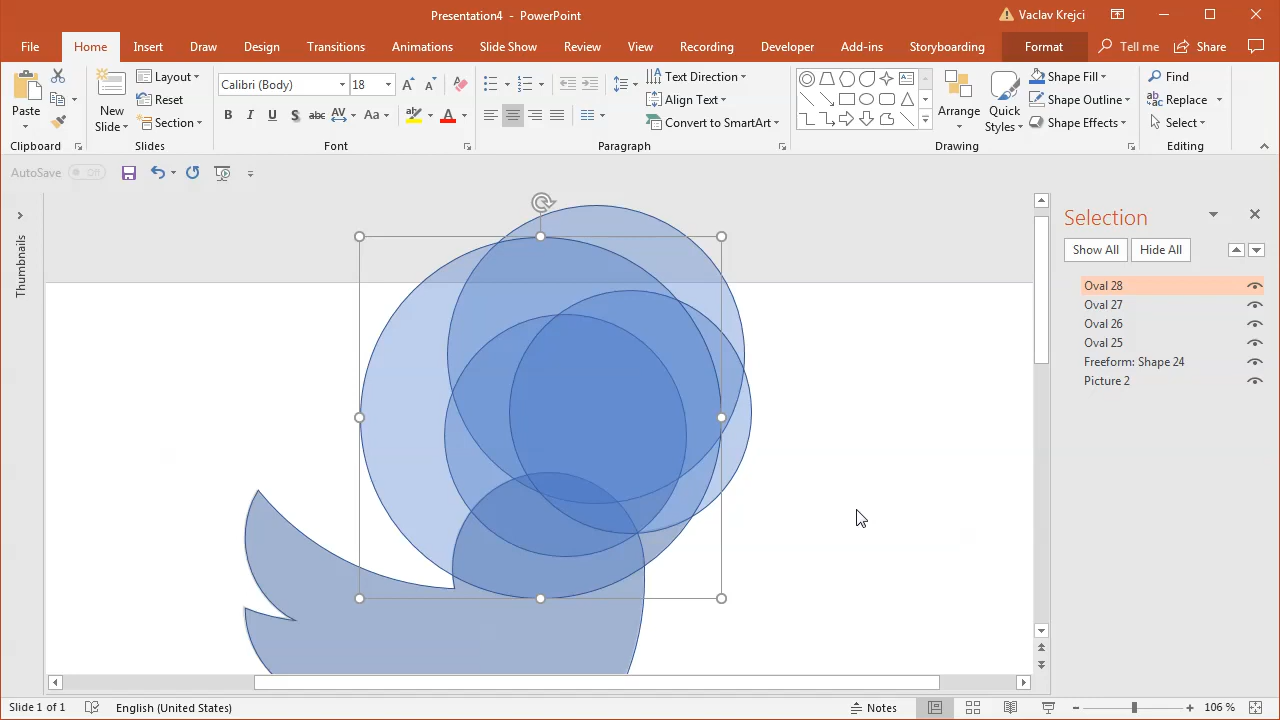 Presentation4 - PowerPoint
Vaclav Krejci
File
Home
Insert
Draw
Design
Transitions
Animations
Slide Show
Review
View
Recording
Developer
Add-ins
Storyboarding
Format
Tell me
Share
Paste
Clipboard
New Slide
Layout
Reset
Section
Slides
Calibri (Body)
18
Font
Text Direction
Align Text
Convert to SmartArt
Paragraph
Arrange
Quick Styles
Shape Fill
Shape Outline
Shape Effects
Drawing
Find
Replace
Select
Editing
AutoSave
Off
Thumbnails
Selection
Show All
Hide All
Oval 28
Oval 27
Oval 26
Oval 25
Freeform: Shape 24
Picture 2
Slide 1 of 1
English (United States)
Notes
106 %